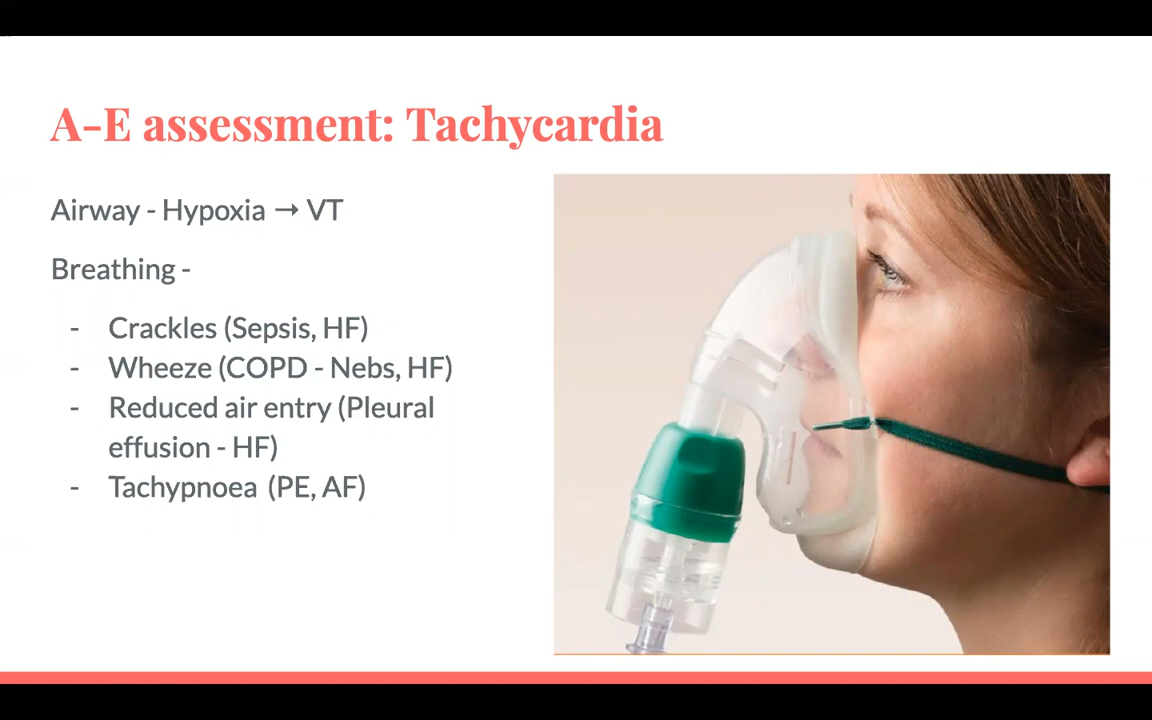 A-E assessment: Tachycardia
Airway - Hypoxia → VT
Breathing -
- Crackles (Sepsis, HF)
- Wheeze (COPD - Nebs, HF)
- Reduced air entry (Pleural
effusion - HF)
- Tachypnoea (PE, AF)